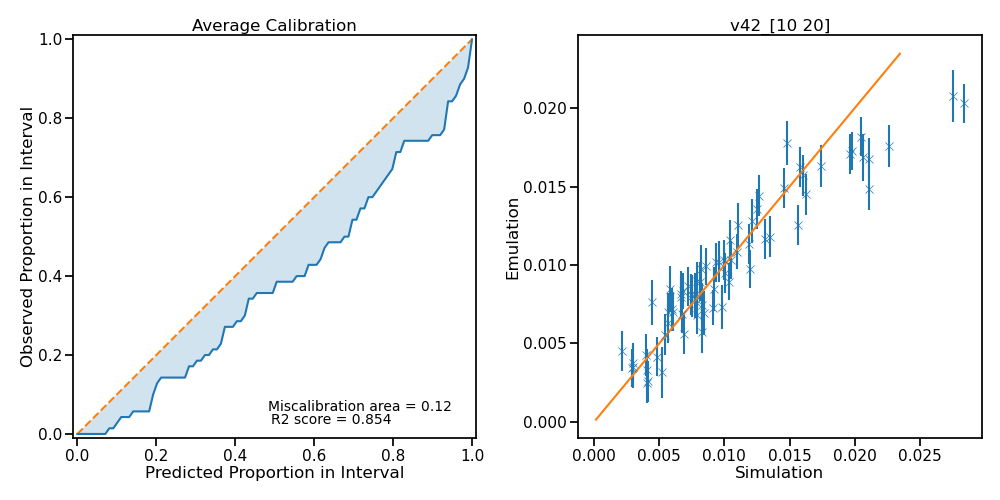 Average Calibration
1.0
0.8
0.6
0.4
0.2
0.0
Observed Proportion in Interval
Miscalibration area = 0.12
R2 score = 0.854
0.0 0.2 0.4 0.6 0.8 1.0
Predicted Proportion in Interval
v42 [10 20]
0.020
0.015
0.010
0.005
0.000
Emulation
0.000 0.005 0.010 0.015 0.020 0.025
Simulation